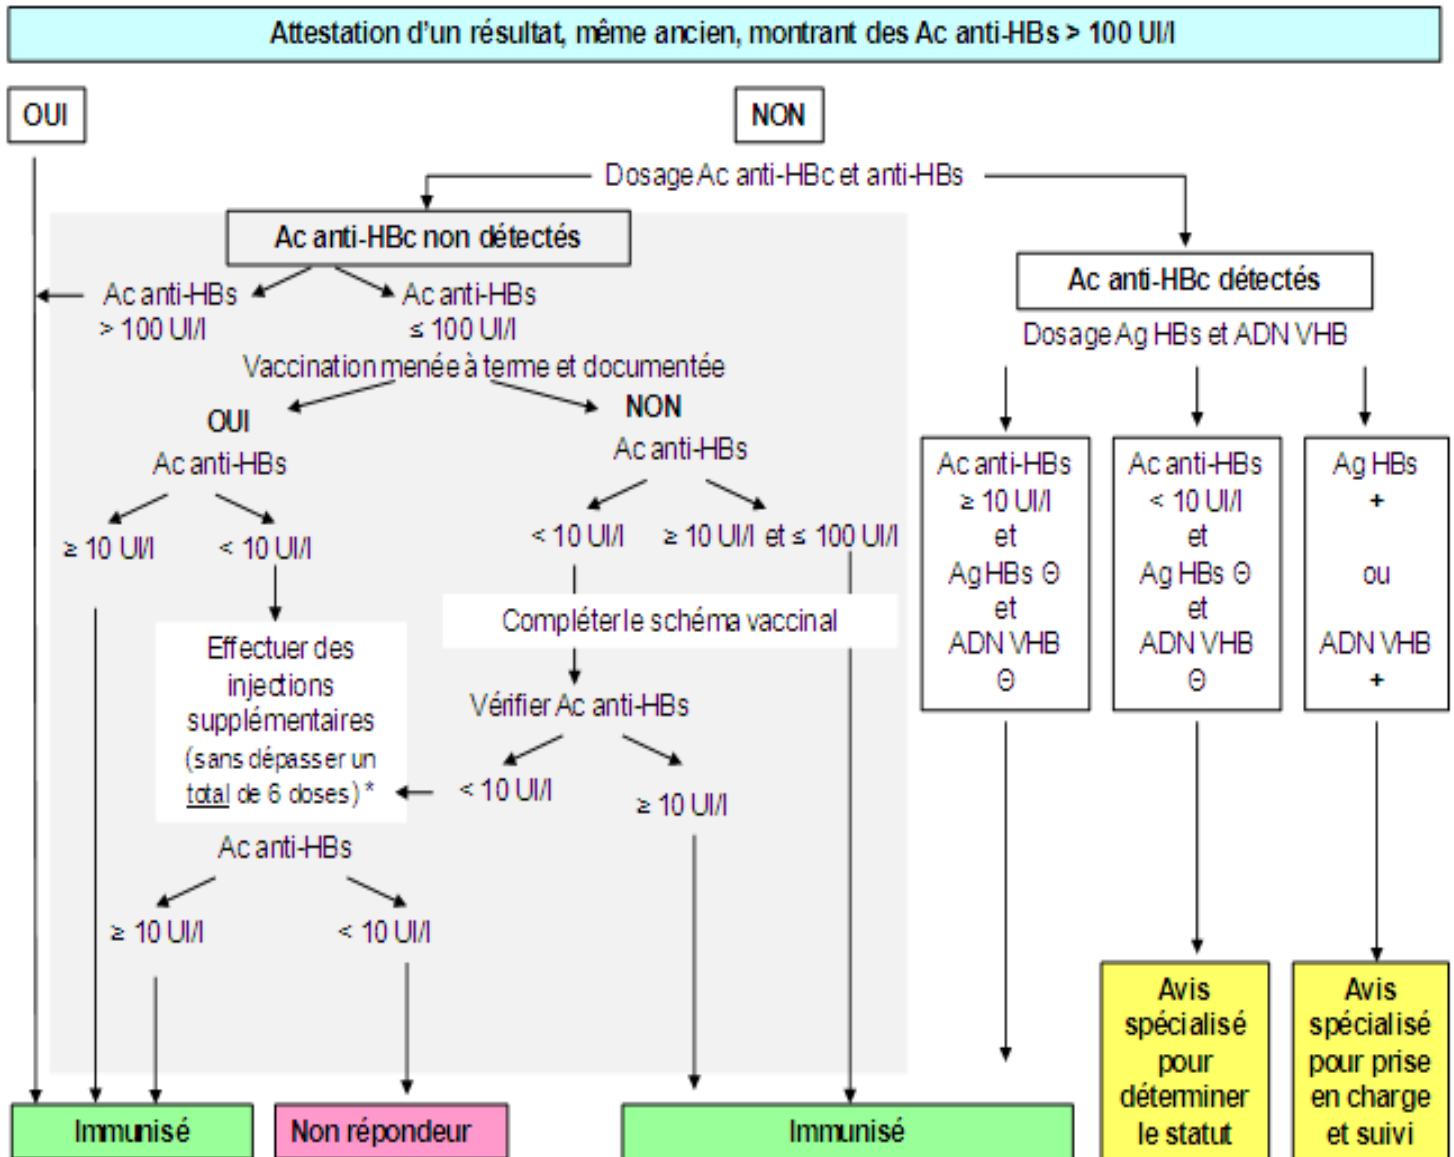 Attestation d'un résultat, même ancien, montrant des Ac anti-HBs > 100 UI/l
OUI
NON
Dosage Ac anti-HBc et anti-HBs
Ac anti-HBc non détectés
Ac anti-HBs
> 100 UI/l
Ac anti-HBs
≤ 100 UI/l
Vaccination menée à terme et documentée
OUI
Ac anti-HBs
≥ 10 UI/l
< 10 UI/l
Effectuer des
injections
supplémentaires
(sans dépasser un
total de 6 doses) *
NON
Ac anti-HBs
< 10 UI/l
≥ 10 UI/l et ≤ 100 UI/l
Compléter le schéma vaccinal
Vérifier Ac anti-HBs
< 10 UI/l
≥ 10 UI/l
Ac anti-HBs
≥ 10 UI/l
< 10 UI/l
Ac anti-HBc détectés
Dosage Ag HBs et ADN VHB
Ac anti-HBs
≥ 10 UI/l
et
Ag HBs Θ
et
ADN VHB
Θ
Ac anti-HBs
< 10 UI/l
et
Ag HBs Θ
et
ADN VHB
Θ
Ag HBs
+
ou
ADN VHB
+
Immunisé
Non répondeur
Immunisé
Avis
spécialisé
pour
déterminer
le statut
Avis
spécialisé
pour prise
en charge
et suivi